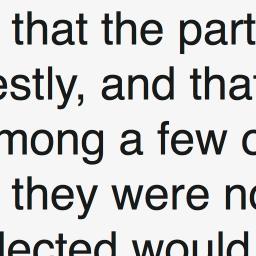 that the part
estly, and that
mong a few o
they were no
lected would